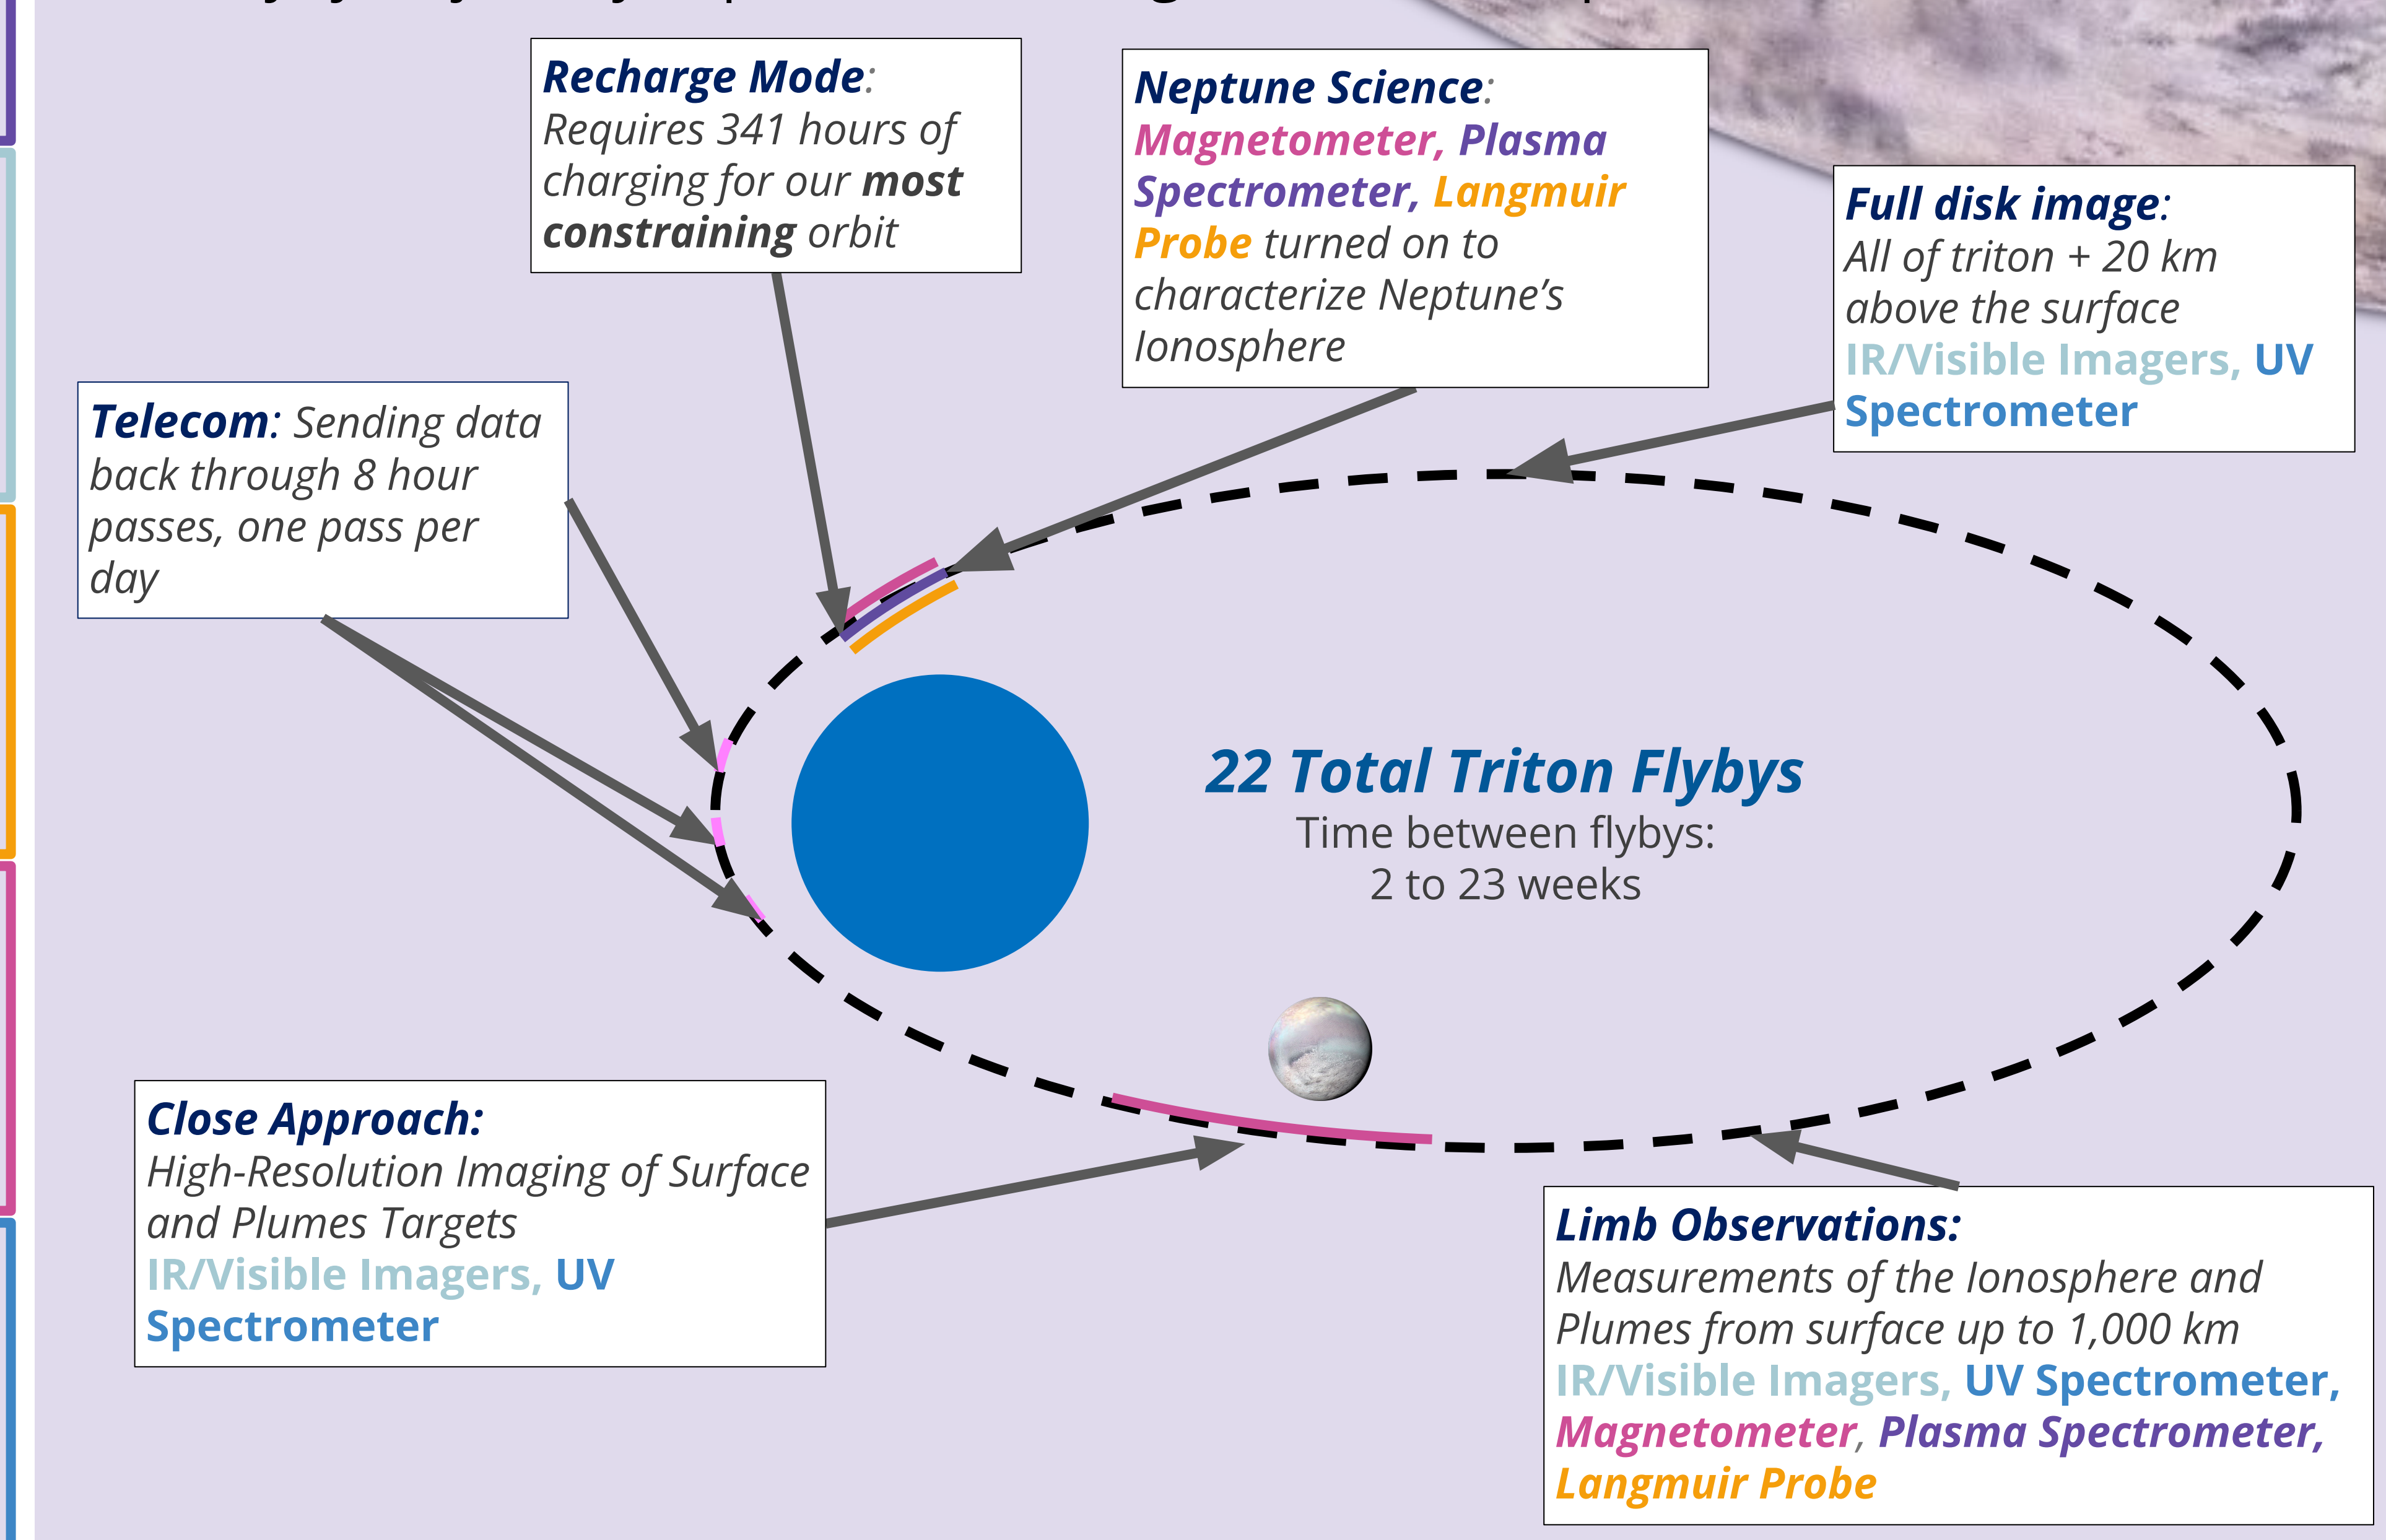 Recharge Mode:
Requires 341 hours of
charging for our most
constraining orbit
Neptune Science:
Magnetometer, Plasma
Spectrometer, Langmuir
Probe turned on to
characterize Neptune’s
Ionosphere
Full disk image:
All of triton + 20 km
above the surface
IR/Visible Imagers, UV
Spectrometer
Telecom: Sending data
back through 8 hour
passes, one pass per
day
22 Total Triton Flybys
Time between flybys:
2 to 23 weeks
Close Approach:
High-Resolution Imaging of Surface
and Plumes Targets
IR/Visible Imagers, UV
Spectrometer
Limb Observations:
Measurements of the Ionosphere and
Plumes from surface up to 1,000 km
IR/Visible Imagers, UV Spectrometer,
Magnetometer, Plasma Spectrometer,
Langmuir Probe